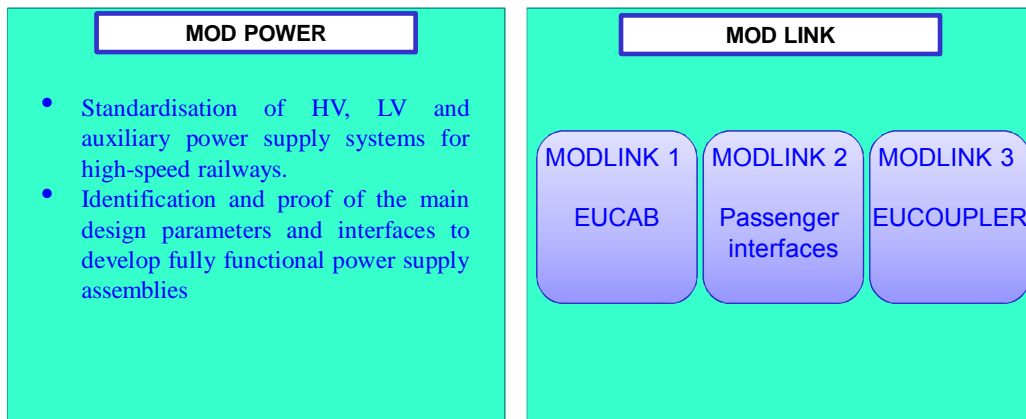 MOD POWER
• Standardisation of HV, LV and
auxiliary power supply systems for
high-speed railways.
• Identification and proof of the main
design parameters and interfaces to
develop fully functional power supply
assemblies
MOD LINK
MODLINK 1
EUCAB
MODLINK 2
Passenger
interfaces
MODLINK 3
EUCOUPLER